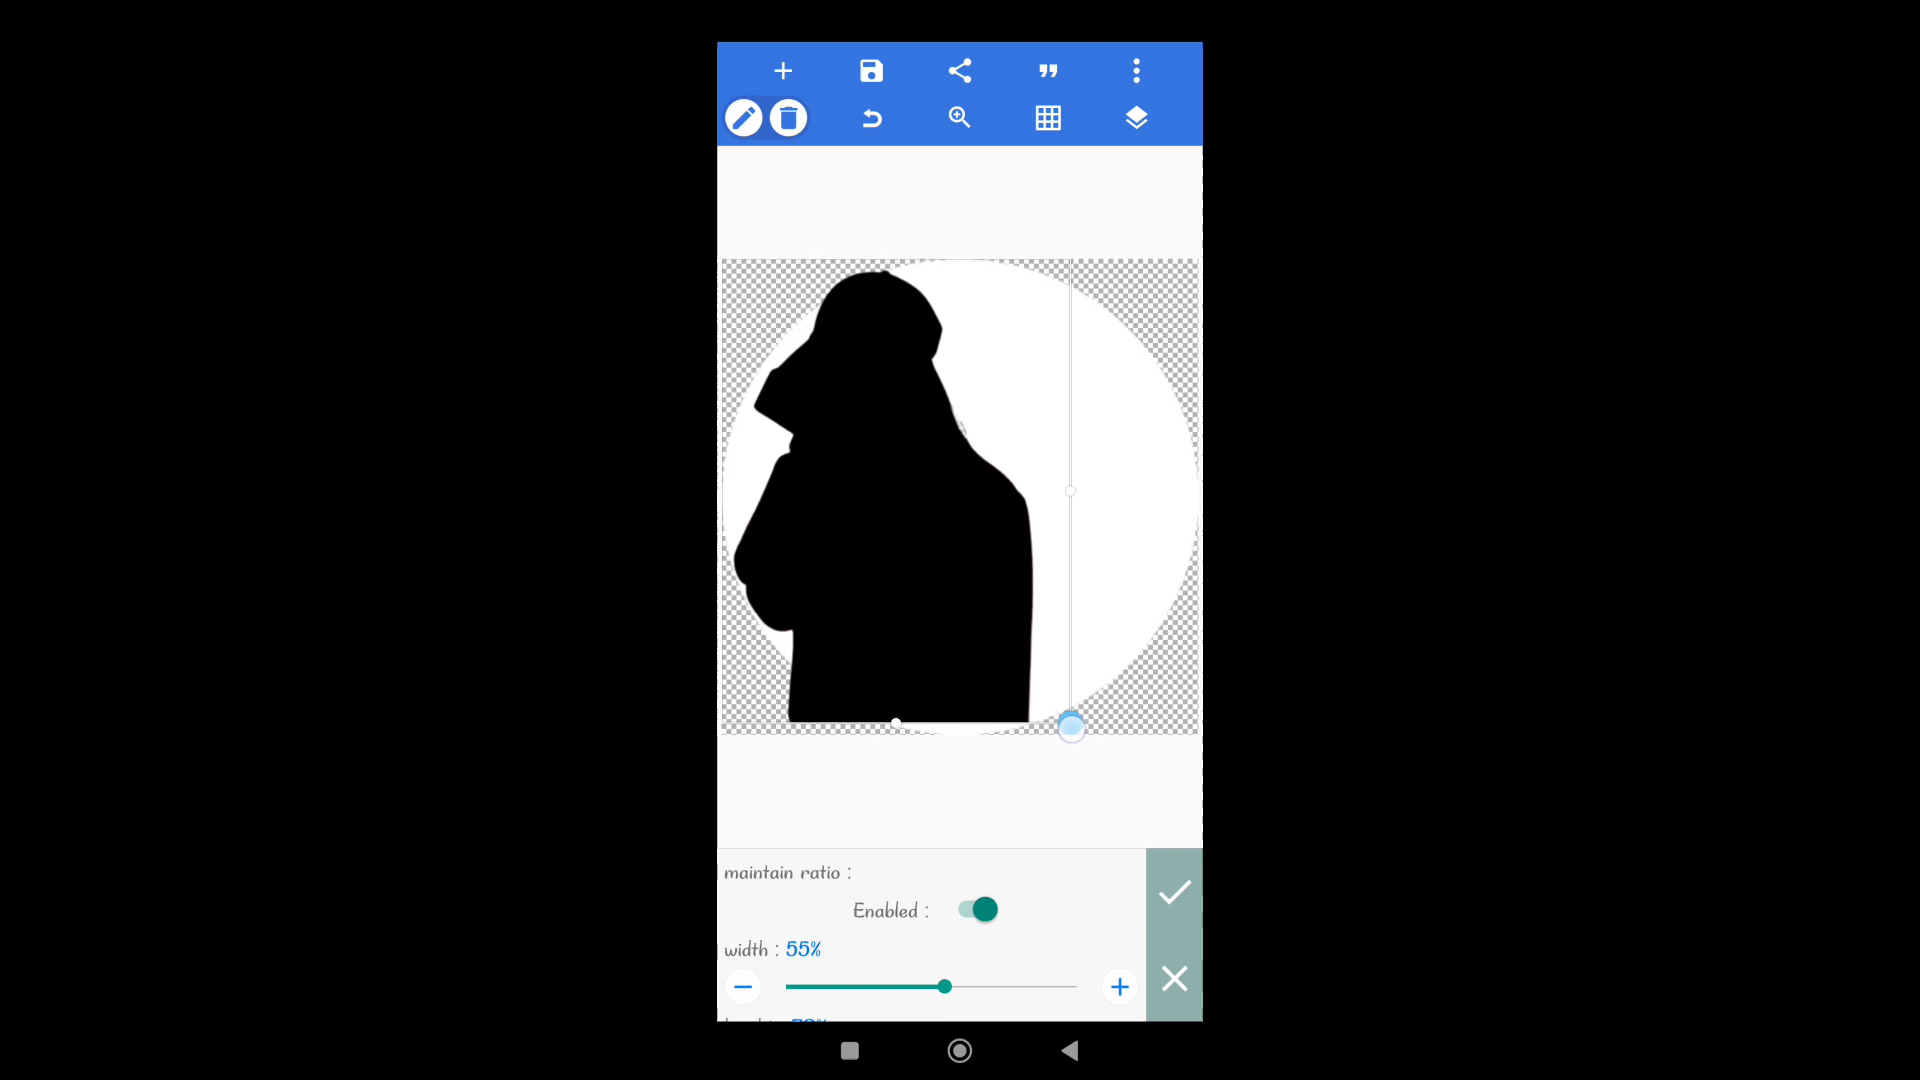 maintain ratio :
Enabled :
width : 55%